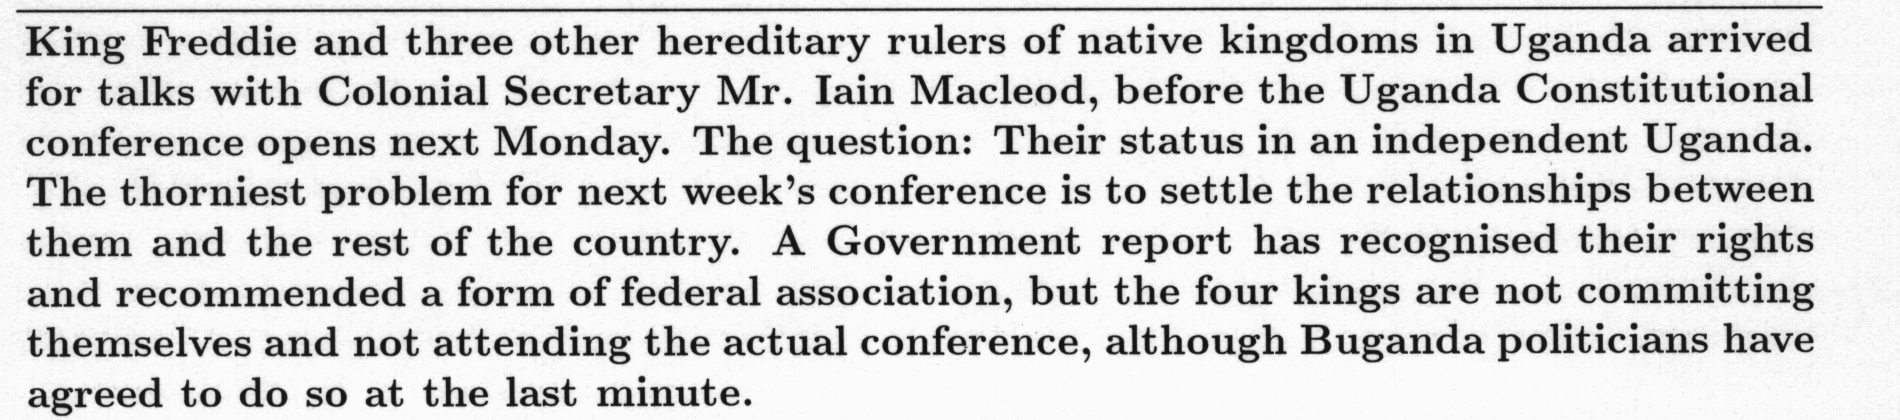 King Freddie and three other hereditary rulers of native kingdoms in Uganda arrived
for talks with Colonial Secretary Mr. Iain Macleod, before the Uganda Constitutional
conference opens next Monday. The question: Their status in an independent Uganda.
The thorniest problem for next week's conference is to settle the relationships between
them and the rest of the country. A Government report has recognised their rights
and recommended a form of federal association, but the four kings are not committing
themselves and not attending the actual conference, although Buganda politicians have
agreed to do so at the last minute.